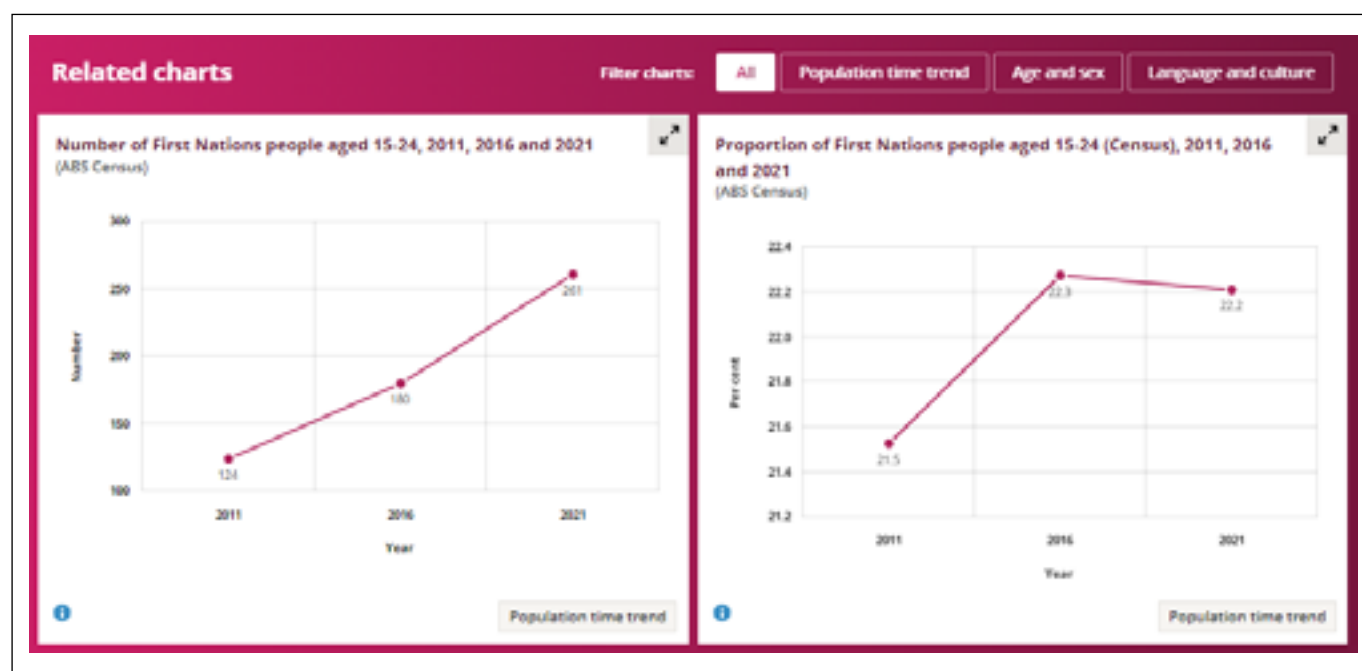 Related charts
Filter charts: All Population time trend Age and sex Language and culture
Number of First Nations people aged 15-24, 2011, 2016 and 2021
(ABS Census)
300
250
200
150
100
Number
124
180
261
2011 2016 2021
Year
Population time trend
Proportion of First Nations people aged 15-24 (Census), 2011, 2016
and 2021
(ABS Census)
22.4
22.2
22.0
21.8
21.6
21.4
21.2
Per cent
21.5
22.3
22.2
2011 2016 2021
Year
Population time trend